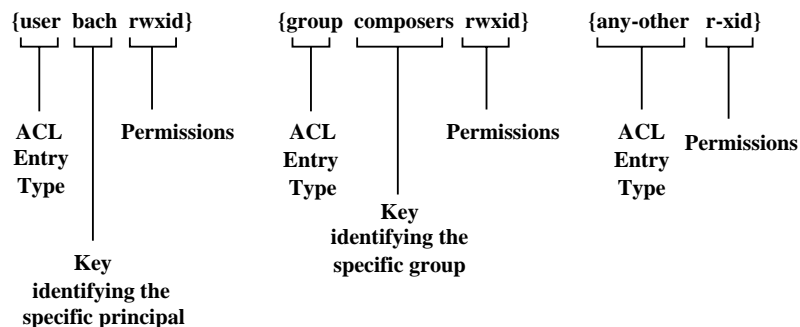 {user bach rwxid}
ACL
Entry
Type
Permissions
Key
identifying the
specific principal
{group composers rwxid}
ACL
Entry
Type
Permissions
Key
identifying the
specific group
{any-other r-xid}
ACL
Entry
Type
Permissions